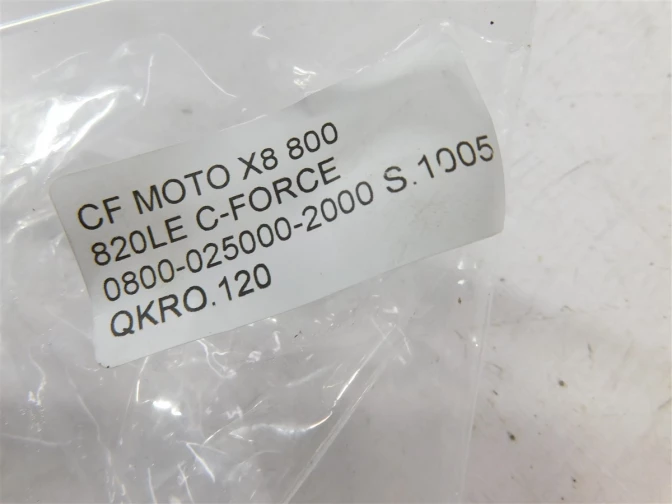 CF MOTO X8 800
820LE C-FORCE
0800-025000-2000 S.1005
QKRO.120